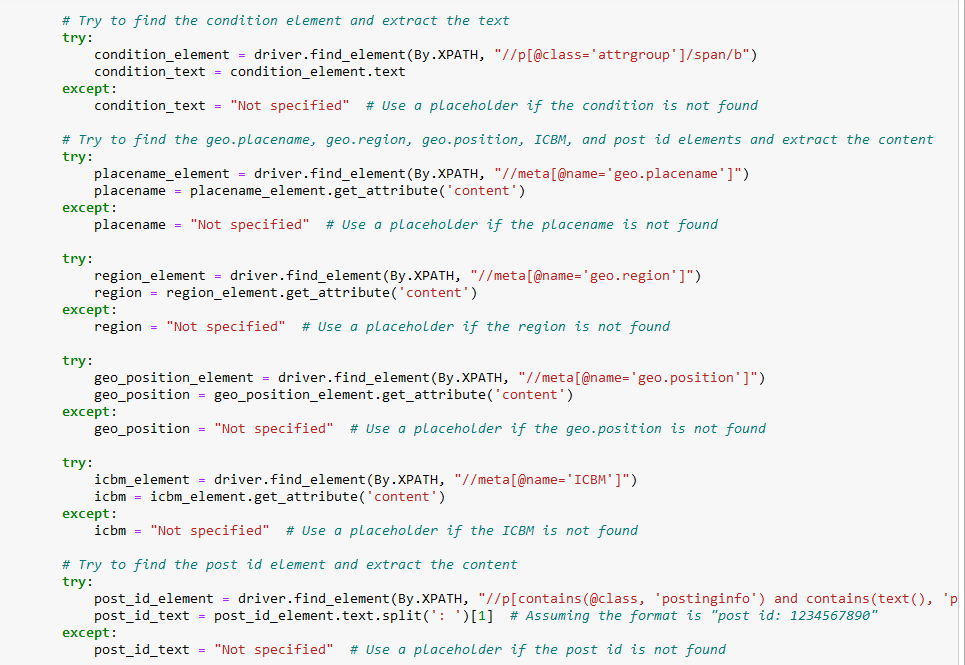 # Try to find the condition element and extract the text
try:
    condition_element = driver.find_element(By.XPATH, "//p[@class='attrgroup']/span/b")
    condition_text = condition_element.text
except:
    condition_text = "Not specified"  # Use a placeholder if the condition is not found

# Try to find the geo.placename, geo.region, geo.position, ICBM, and post id elements and extract the content
try:
    placename_element = driver.find_element(By.XPATH, "//meta[@name='geo.placename']")
    placename = placename_element.get_attribute('content')
except:
    placename = "Not specified"  # Use a placeholder if the placename is not found

try:
    region_element = driver.find_element(By.XPATH, "//meta[@name='geo.region']")
    region = region_element.get_attribute('content')
except:
    region = "Not specified"  # Use a placeholder if the region is not found

try:
    geo_position_element = driver.find_element(By.XPATH, "//meta[@name='geo.position']")
    geo_position = geo_position_element.get_attribute('content')
except:
    geo_position = "Not specified"  # Use a placeholder if the geo.position is not found

try:
    icbm_element = driver.find_element(By.XPATH, "//meta[@name='ICBM']")
    icbm = icbm_element.get_attribute('content')
except:
    icbm = "Not specified"  # Use a placeholder if the ICBM is not found

# Try to find the post id element and extract the content
try:
    post_id_element = driver.find_element(By.XPATH, "//p[contains(@class, 'postinginfo') and contains(text(), 'p
    post_id_text = post_id_element.text.split(': ')[1]  # Assuming the format is "post id: 1234567890"
except:
    post_id_text = "Not specified"  # Use a placeholder if the post id is not found